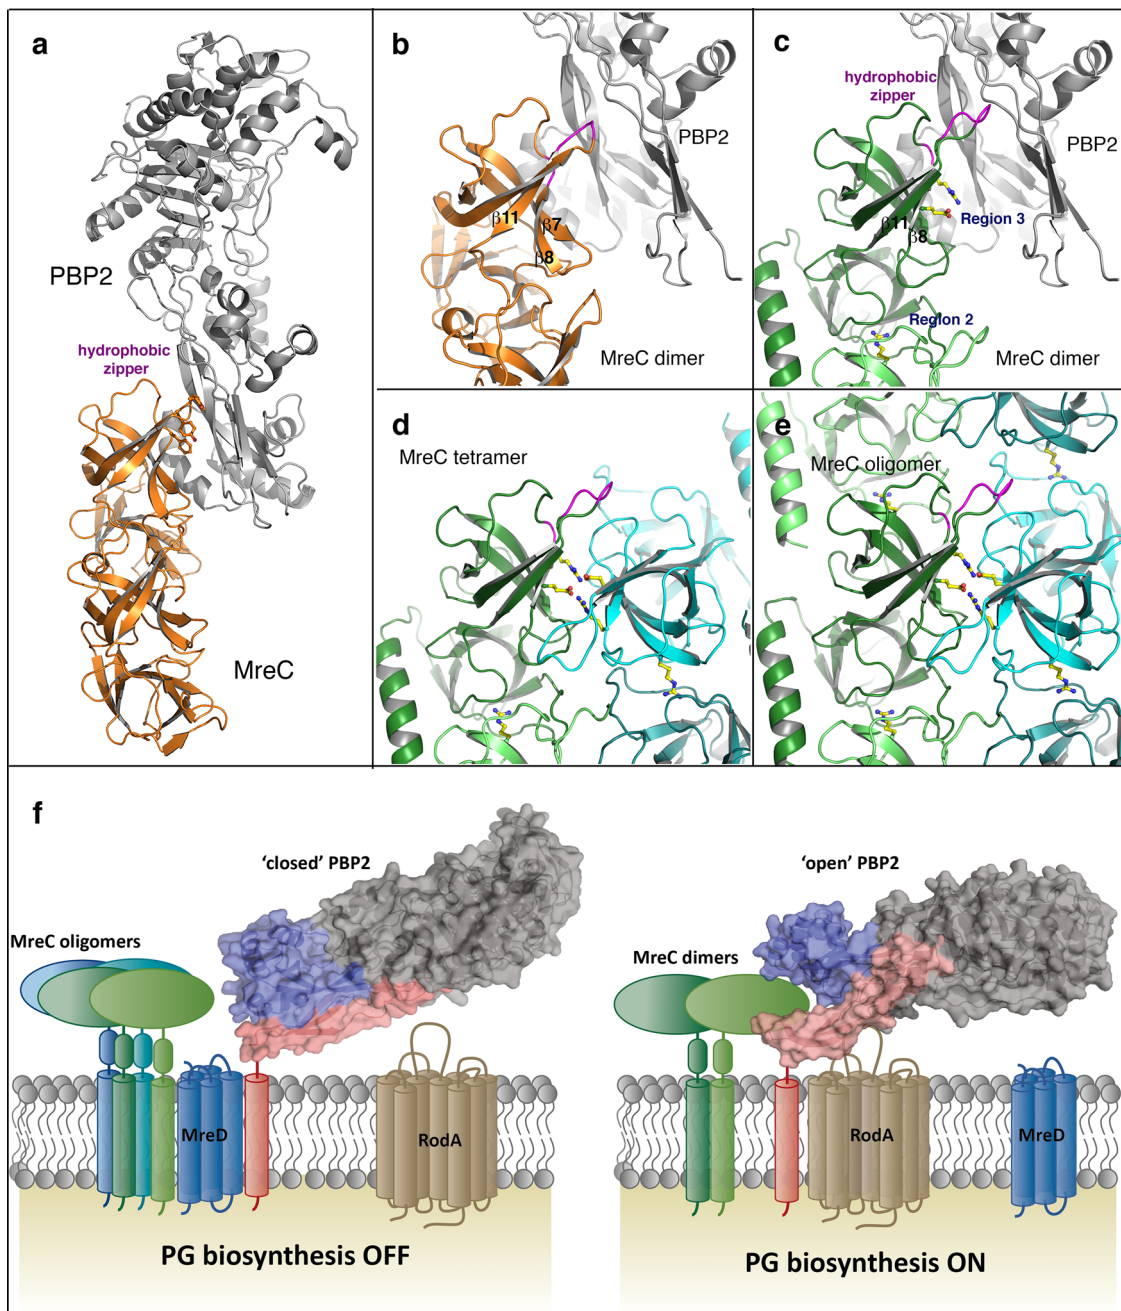 a
PBP2
hydrophobic
zipper
MreC
b
PBP2
β11
β7
β8
MreC dimer
c
hydrophobic
zipper
PBP2
Region 3
β11
β8
Region 2
MreC dimer
d
MreC tetramer
e
MreC oligomer
f
'closed' PBP2
MreC oligomers
MreD
RodA
PG biosynthesis OFF
'open' PBP2
MreC dimers
RodA
MreD
PG biosynthesis ON